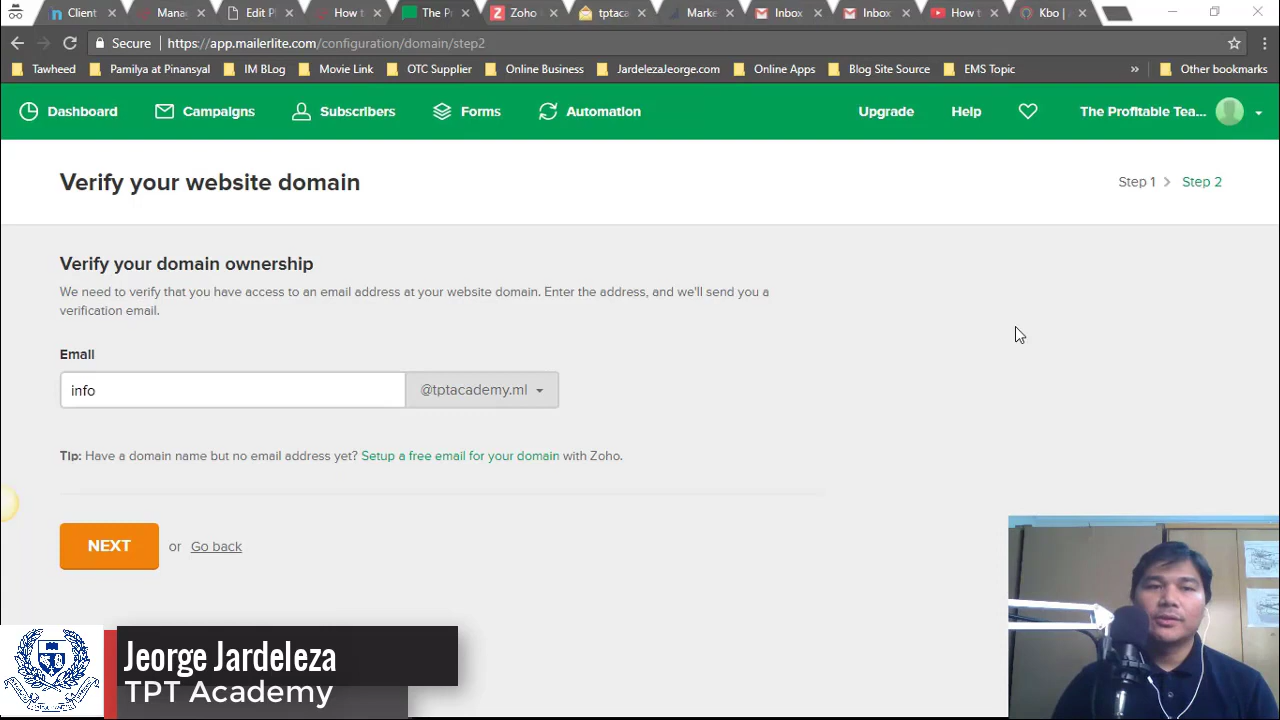 Client
Mana
Edit Pl
How t
The Pr
Zoho
tptaca
Marke
Inbox
Inbox
How t
Kbo |
Secure
https://app.mailerlite.com/configuration/domain/step2
Tawheed
Pamilya at Pinansyal
IM BLog
Movie Link
OTC Supplier
Online Business
JardelezaJeorge.com
Online Apps
Blog Site Source
EMS Topic
»
Other bookmarks
Dashboard
Campaigns
Subscribers
Forms
Automation
Upgrade
Help
The Profitable Tea...
Verify your website domain
Step 1 > Step 2
Verify your domain ownership
We need to verify that you have access to an email address at your website domain. Enter the address, and we'll send you a
verification email.
Email
info
@tptacademy.ml
Tip: Have a domain name but no email address yet? Setup a free email for your domain with Zoho.
NEXT or Go back
Jeorge Jardeleza
TPT Academy